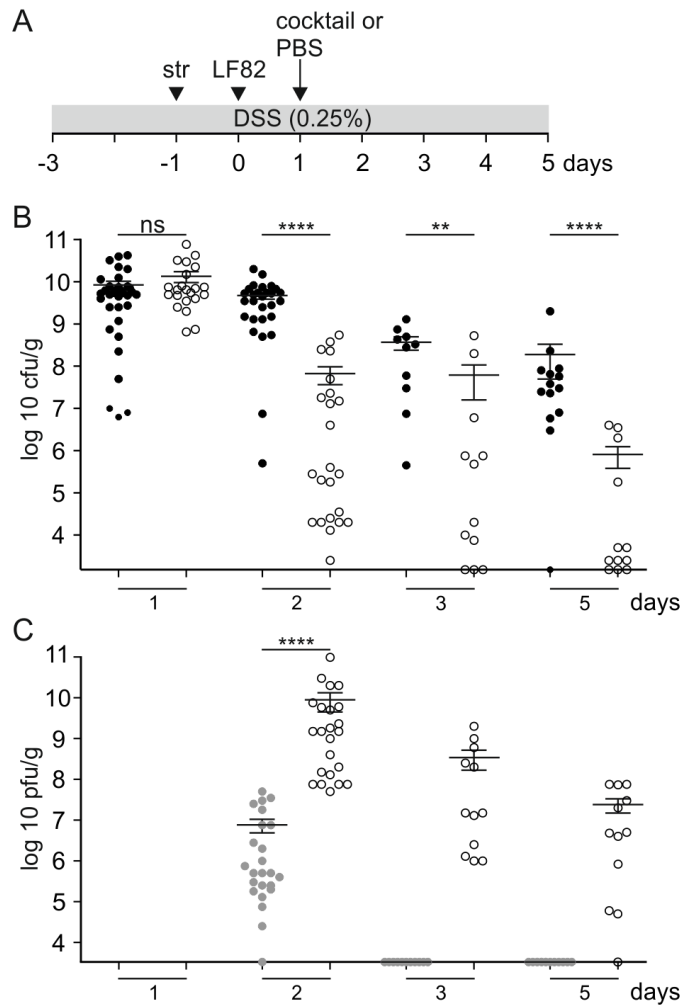 A
cocktail or
PBS
str LF82
DSS (0.25%)
-3 -1 0 1 2 3 4 5 days
B
ns **** ** ****
11
10
9
8
7
6
5
4
log 10 cfu/g
1 2 3 5 days
C
****
11
10
9
8
7
6
5
4
log 10 pfu/g
1 2 3 5 days